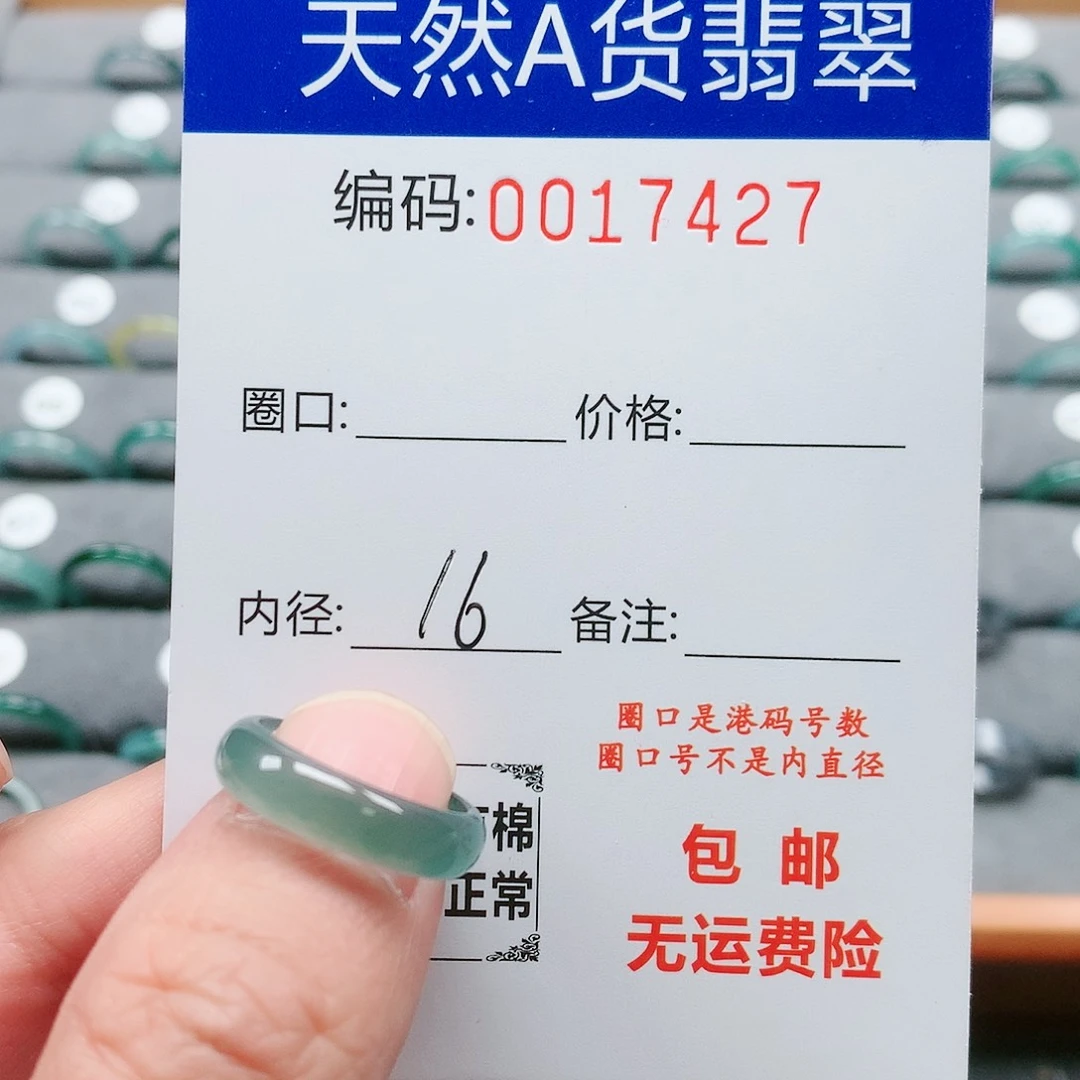 天然A货翡翠
编码:0017427
圈口: 价格:
内径: 16 备注:
圈口是港码号数
圈口号不是内直径
棉
正常
包邮
无运费险